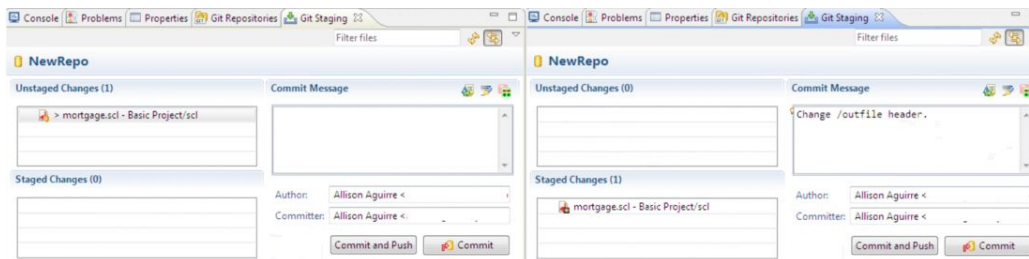 Console Problems Properties Git Repositories Git Staging
Filter files
NewRepo
Unstaged Changes (1)
Commit Message
> mortgage.scl - Basic Project/scl
Staged Changes (0)
Author: Allison Aguirre <
Committer: Allison Aguirre <
Commit and Push Commit
Console Problems Properties Git Repositories Git Staging
Filter files
NewRepo
Unstaged Changes (0)
Commit Message
Change /outfile header.
Staged Changes (1)
mortgage.scl - Basic Project/scl
Author: Allison Aguirre <
Committer: Allison Aguirre <
Commit and Push Commit